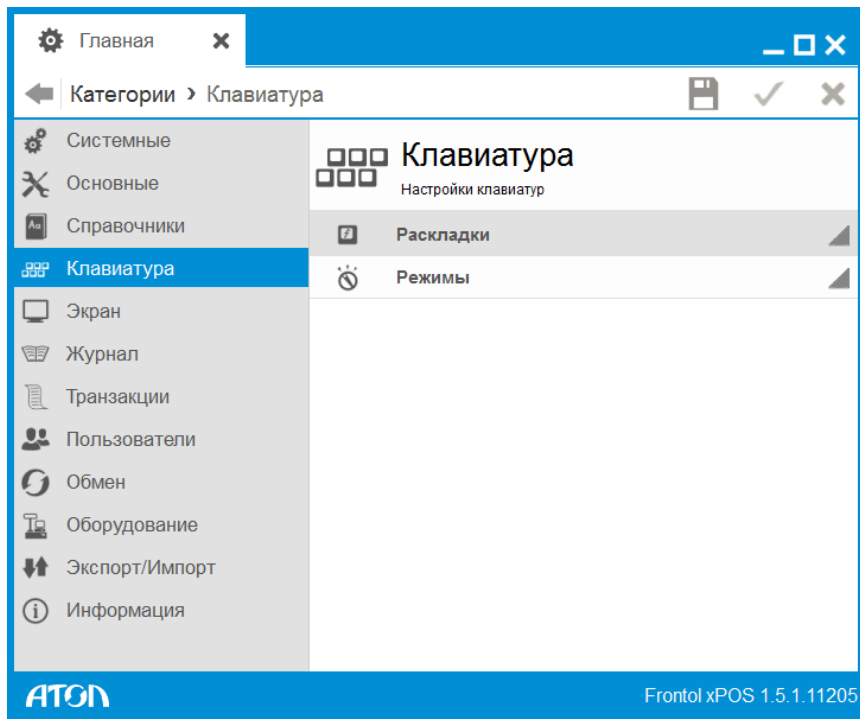 Главная
Категории › Клавиатура
Системные
Основные
Справочники
Клавиатура
Экран
Журнал
Транзакции
Пользователи
Обмен
Оборудование
Экспорт/Импорт
Информация
Клавиатура
Настройки клавиатур
Раскладки
Режимы
АТОЛ
Frontol xPOS 1.5.1.11205